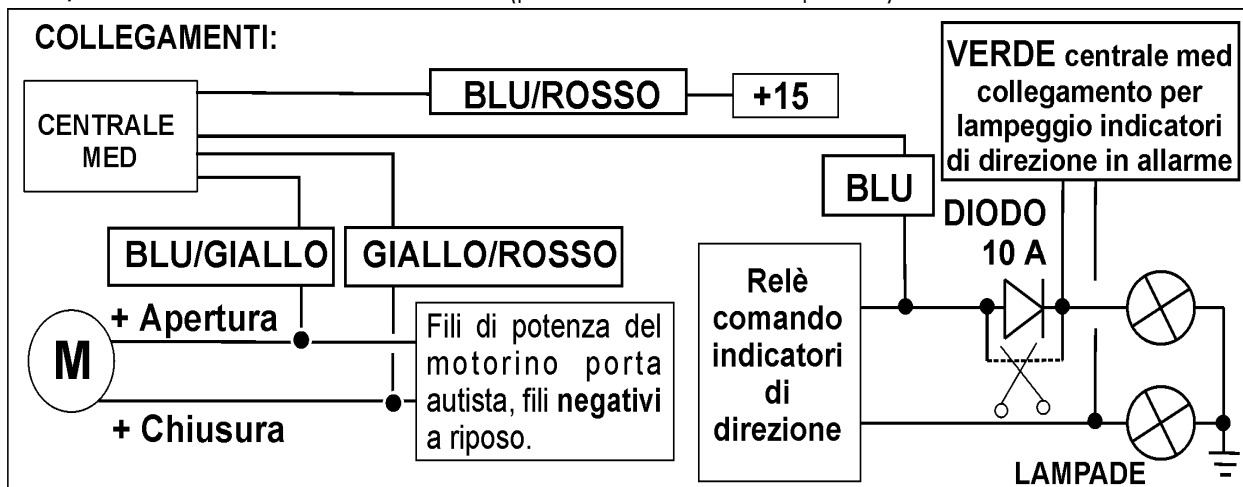 COLLEGAMENTI:
CENTRALE
MED
BLU/ROSSO
+15
VERDE centrale med
collegamento per
lampeggio indicatori
di direzione in allarme
BLU
DIODO
10 A
BLU/GIALLO
GIALLO/ROSSO
+ Apertura
M
+ Chiusura
Fili di potenza del
motorino porta
autista, fili negativi
a riposo.
Relè
comando
indicatori
di
direzione
LAMPADE